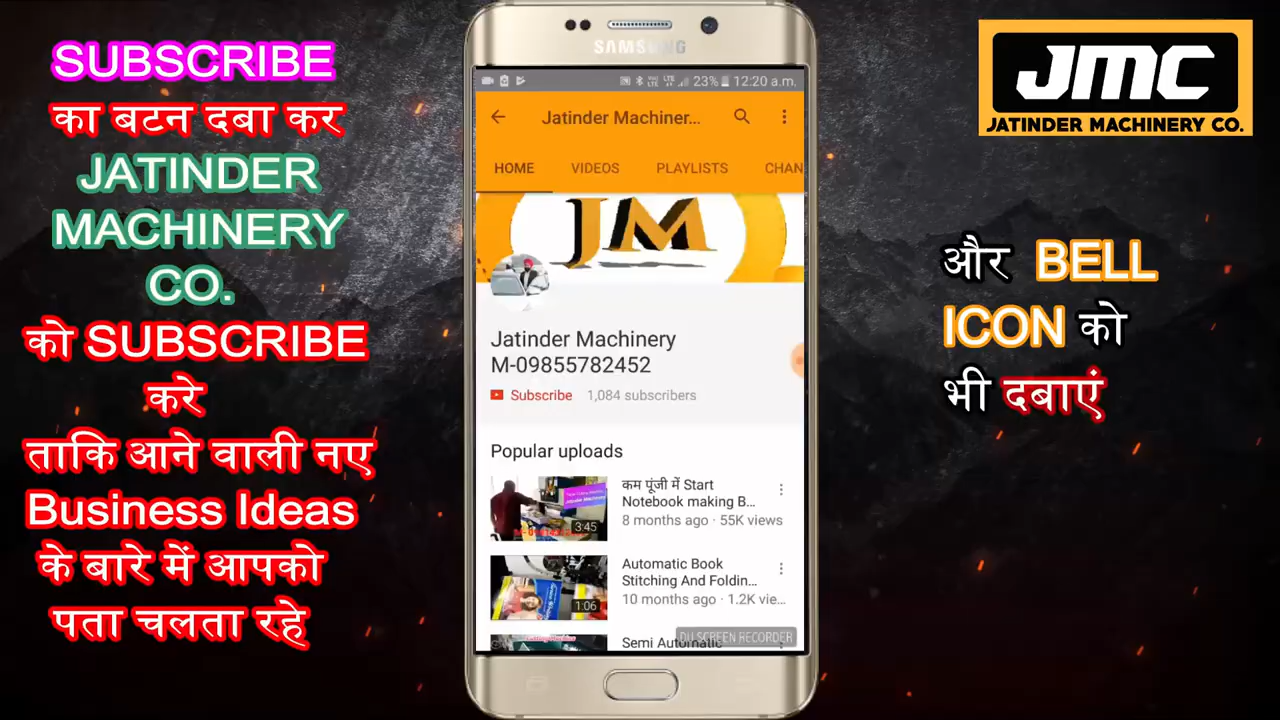 SUBSCRIBE
का बटन दबा कर
JATINDER
MACHINERY
CO.
को SUBSCRIBE
करे
ताकि आने वाली नए
Business Ideas
के बारे में आपको
पता चलता रहे
SAMSUNG
23% 12:20 a.m.
Jatinder Machiner...
HOME VIDEOS PLAYLISTS CHAN
JM
Jatinder Machinery
M-09855782452
Subscribe 1,084 subscribers
Popular uploads
कम पूंजी में Start
Notebook making B...
8 months ago · 55K views
3:45
Automatic Book
Stitching And Foldin...
10 months ago · 1.2K vie...
1:06
Semi Automatic
DU SCREEN RECORDER
JMC
JATINDER MACHINERY CO.
और BELL
ICON को
भी दबाएं